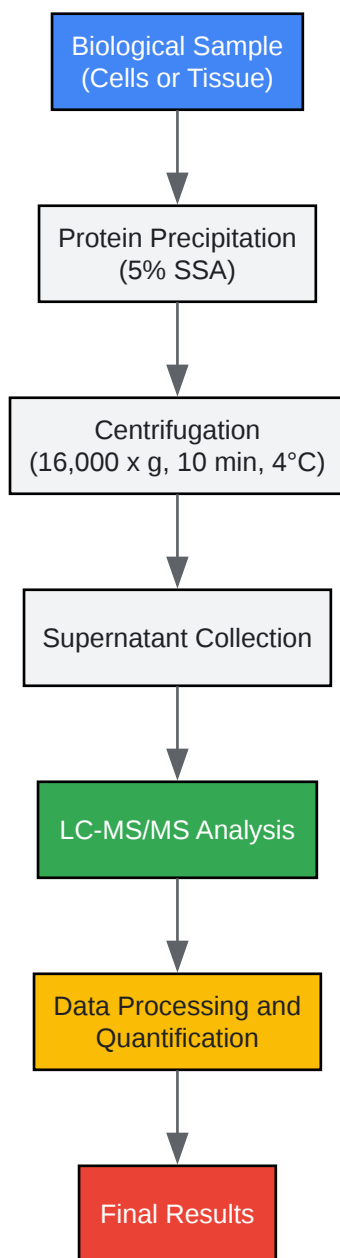 Biological Sample
(Cells or Tissue)
Protein Precipitation
(5% SSA)
Centrifugation
(16,000 x g, 10 min, 4°C)
Supernatant Collection
LC-MS/MS Analysis
Data Processing and
Quantification
Final Results